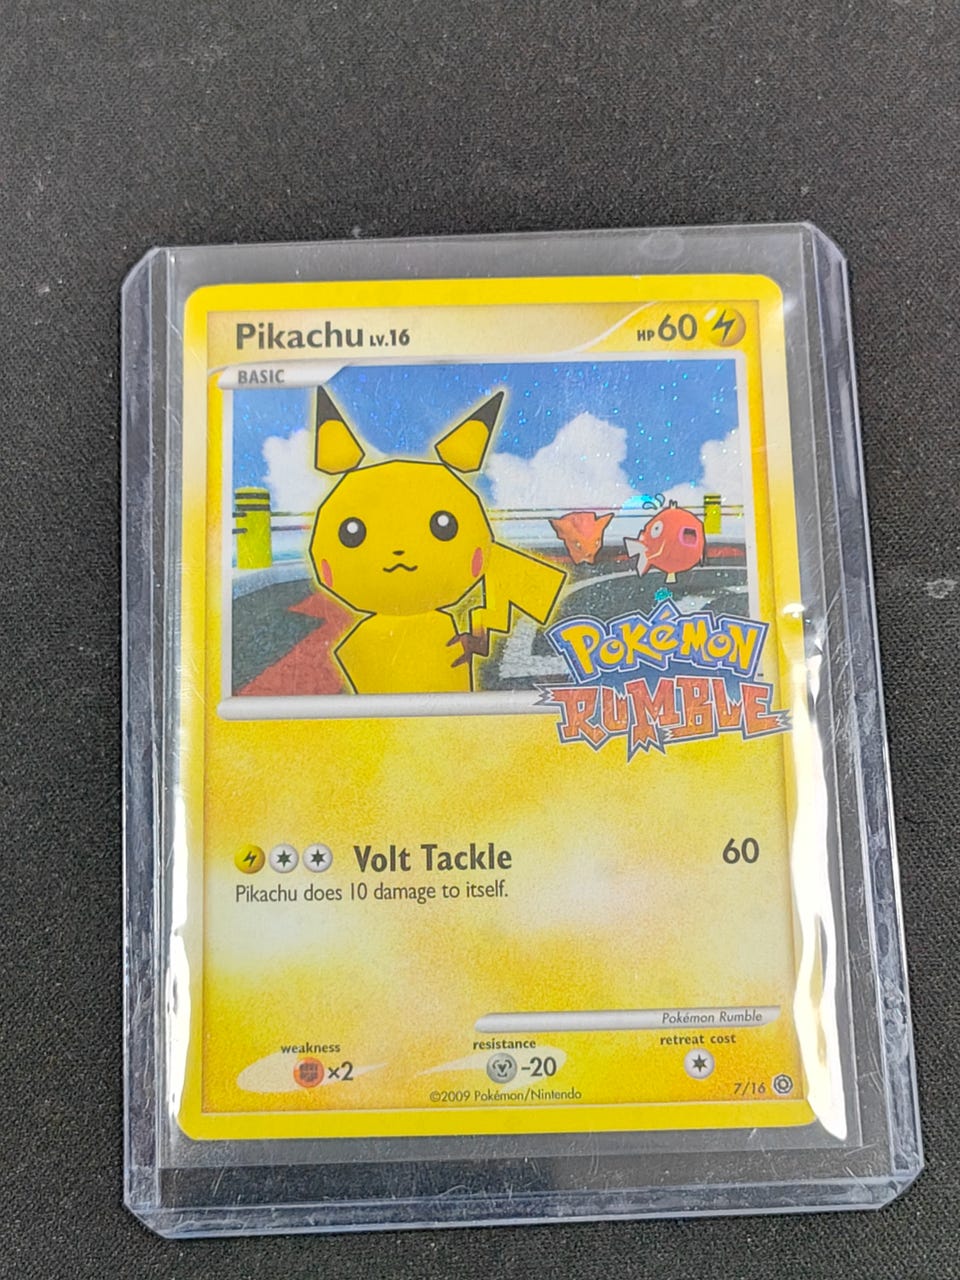 Pikachu LV.16
HP 60
BASIC
POKéMON
RUMBLE
Volt Tackle 60
Pikachu does 10 damage to itself.
Pokémon Rumble
weakness resistance retreat cost
×2 -20
©2009 Pokémon/Nintendo 7/16